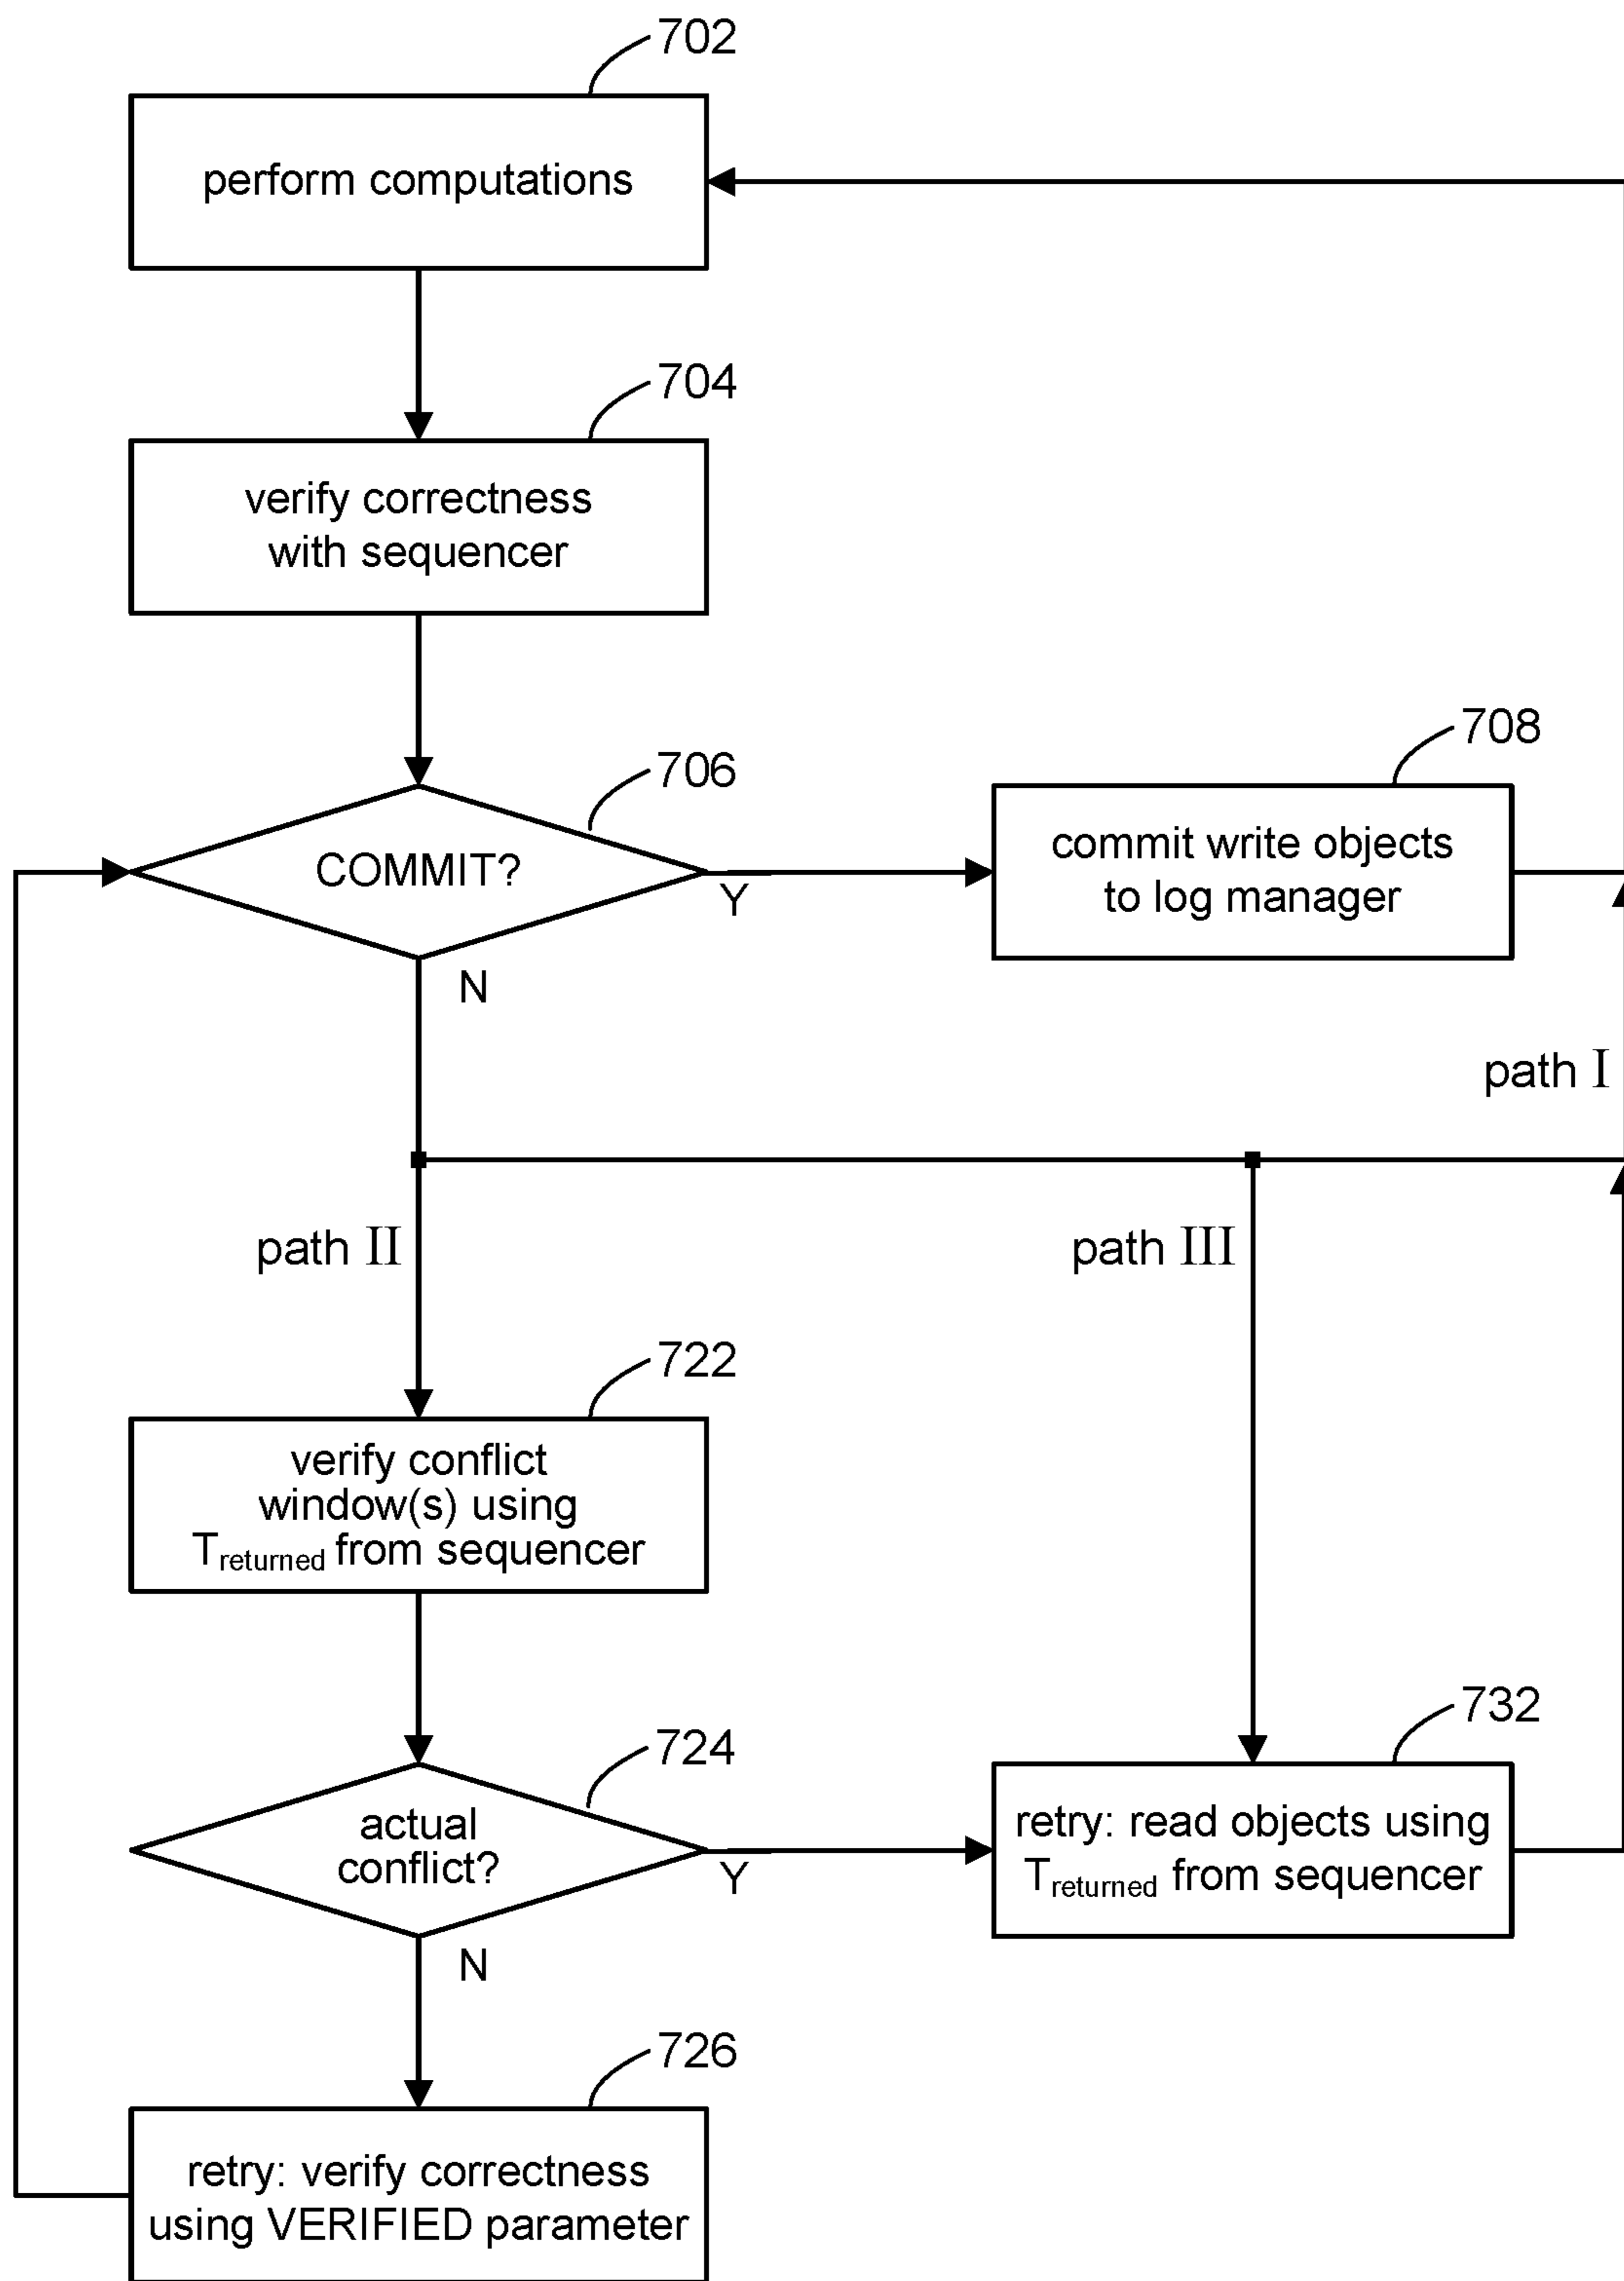 702
perform computations
704
verify correctness
with sequencer
706
COMMIT?
Y
N
708
commit write objects
to log manager
path I
path II
path III
722
verify conflict
window(s) using
Treturned from sequencer
724
actual
conflict?
Y
N
732
retry: read objects using
Treturned from sequencer
726
retry: verify correctness
using VERIFIED parameter